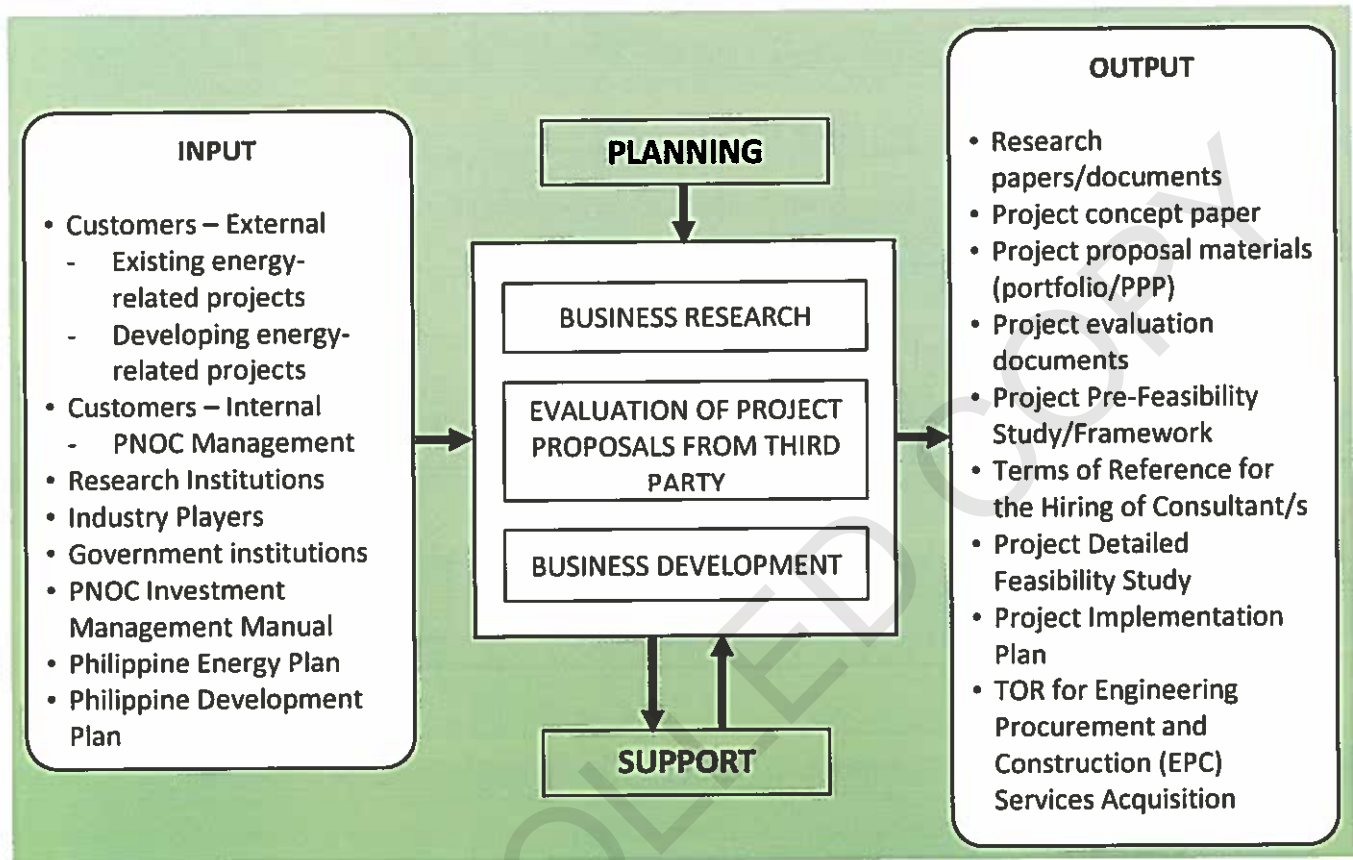 INPUT
• Customers – External
- Existing energy-
related projects
- Developing energy-
related projects
• Customers – Internal
- PNOC Management
• Research Institutions
• Industry Players
• Government institutions
• PNOC Investment
Management Manual
• Philippine Energy Plan
• Philippine Development
Plan
PLANNING
BUSINESS RESEARCH
EVALUATION OF PROJECT
PROPOSALS FROM THIRD
PARTY
BUSINESS DEVELOPMENT
SUPPORT
OUTPUT
• Research
papers/documents
• Project concept paper
• Project proposal materials
(portfolio/PPP)
• Project evaluation
documents
• Project Pre-Feasibility
Study/Framework
• Terms of Reference for
the Hiring of Consultant/s
• Project Detailed
Feasibility Study
• Project Implementation
Plan
• TOR for Engineering
Procurement and
Construction (EPC)
Services Acquisition
OLLED COPY